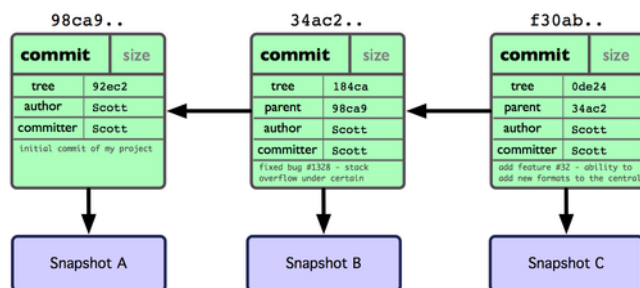 98ca9..
34ac2..
f30ab..
commit size
tree 92ec2
author Scott
committer Scott
initial commit of my project
commit size
tree 184ca
parent 98ca9
author Scott
committer Scott
fixed bug #1328 - stack
overflow under certain
commit size
tree 0de24
parent 34ac2
author Scott
committer Scott
add feature #32 - ability to
add new formats to the central
Snapshot A
Snapshot B
Snapshot C